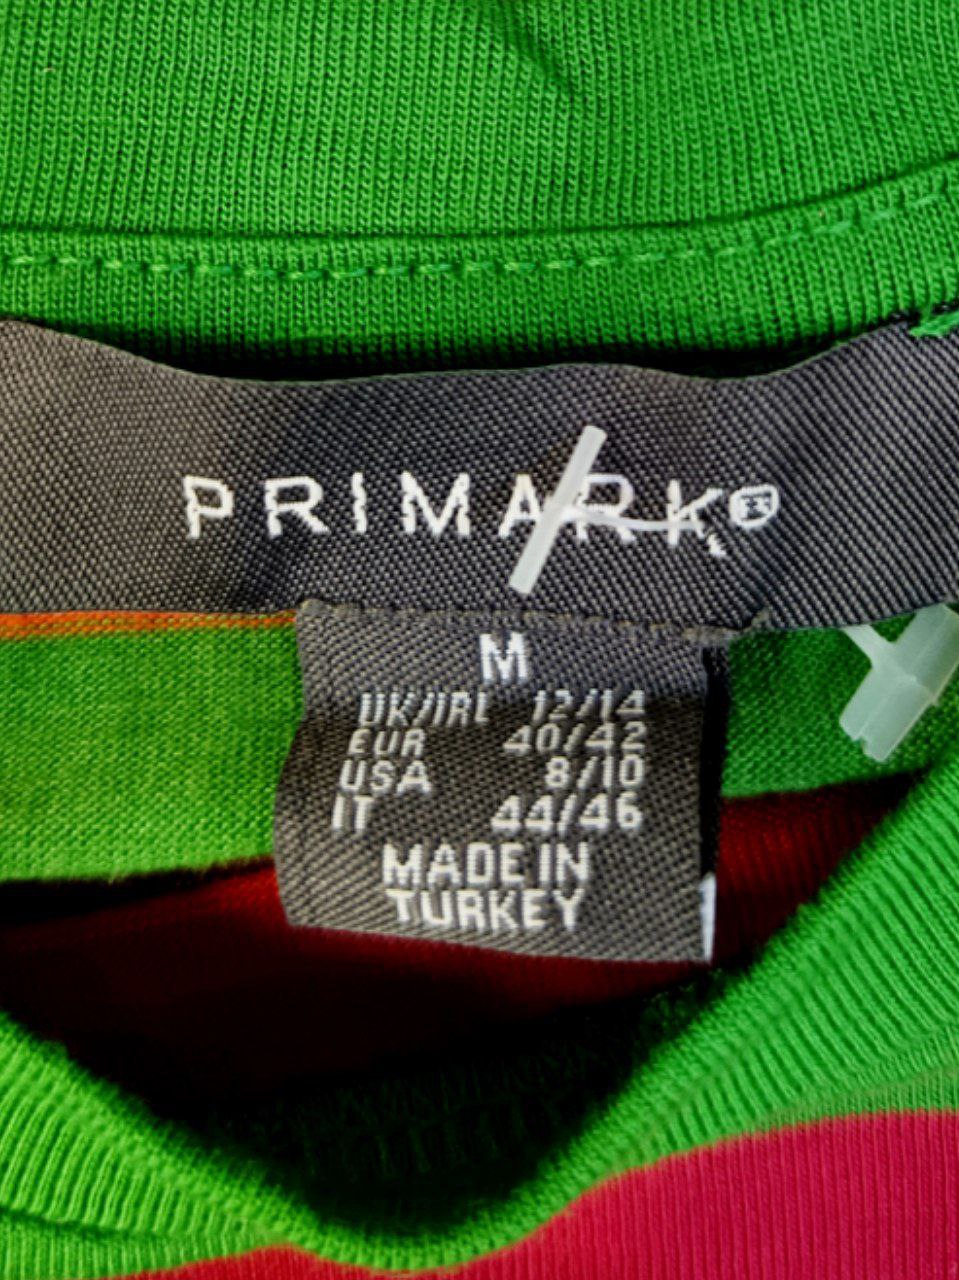 PRIMARK®
M
UK/IRL 12/14
EUR 40/42
USA 8/10
IT 44/46
MADE IN
TURKEY